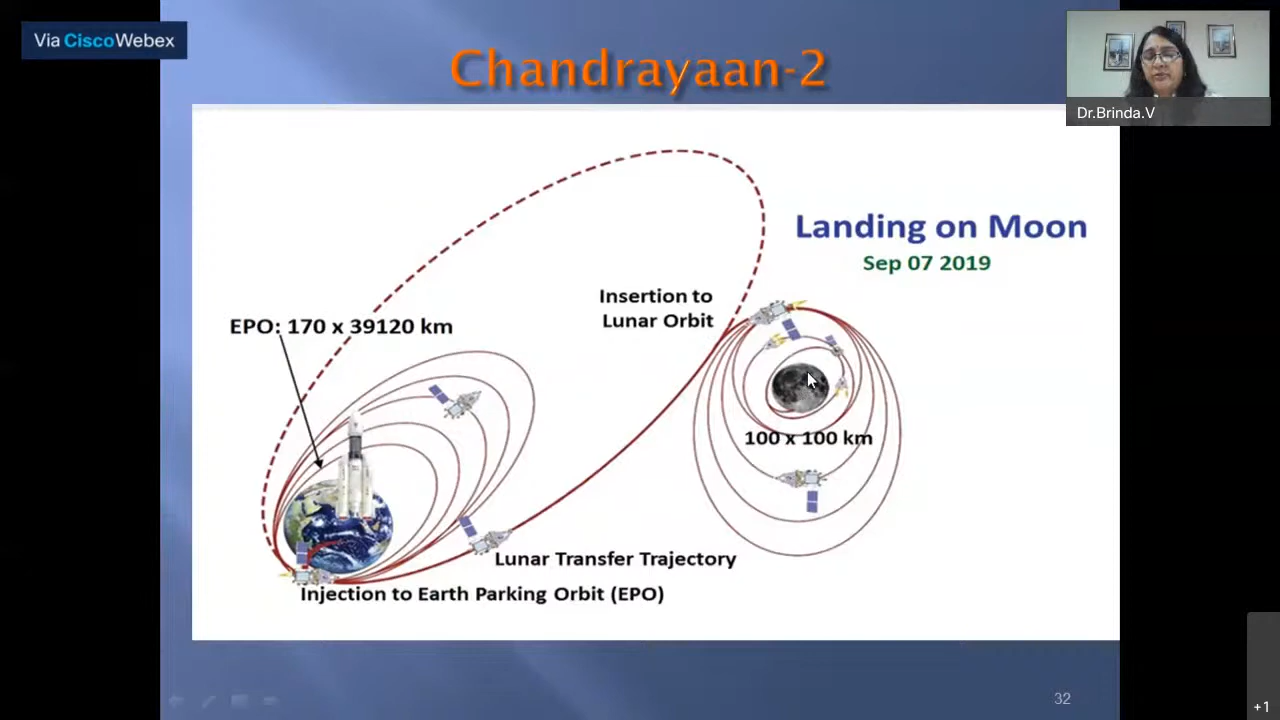 Via CiscoWebex
Chandrayaan-2
Dr.Brinda.V
Landing on Moon
Sep 07 2019
Insertion to
Lunar Orbit
EPO: 170 x 39120 km
100 x 100 km
Lunar Transfer Trajectory
Injection to Earth Parking Orbit (EPO)
32
+1